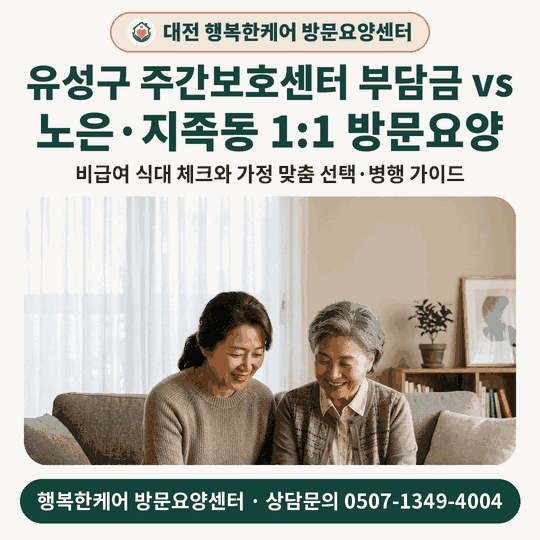 대전 행복한케어 방문요양센터
유성구 주간보호센터 부담금 vs
노은·지족동 1:1 방문요양
비급여 식대 체크와 가정 맞춤 선택·병행 가이드
행복한케어 방문요양센터 · 상담문의 0507-1349-4004